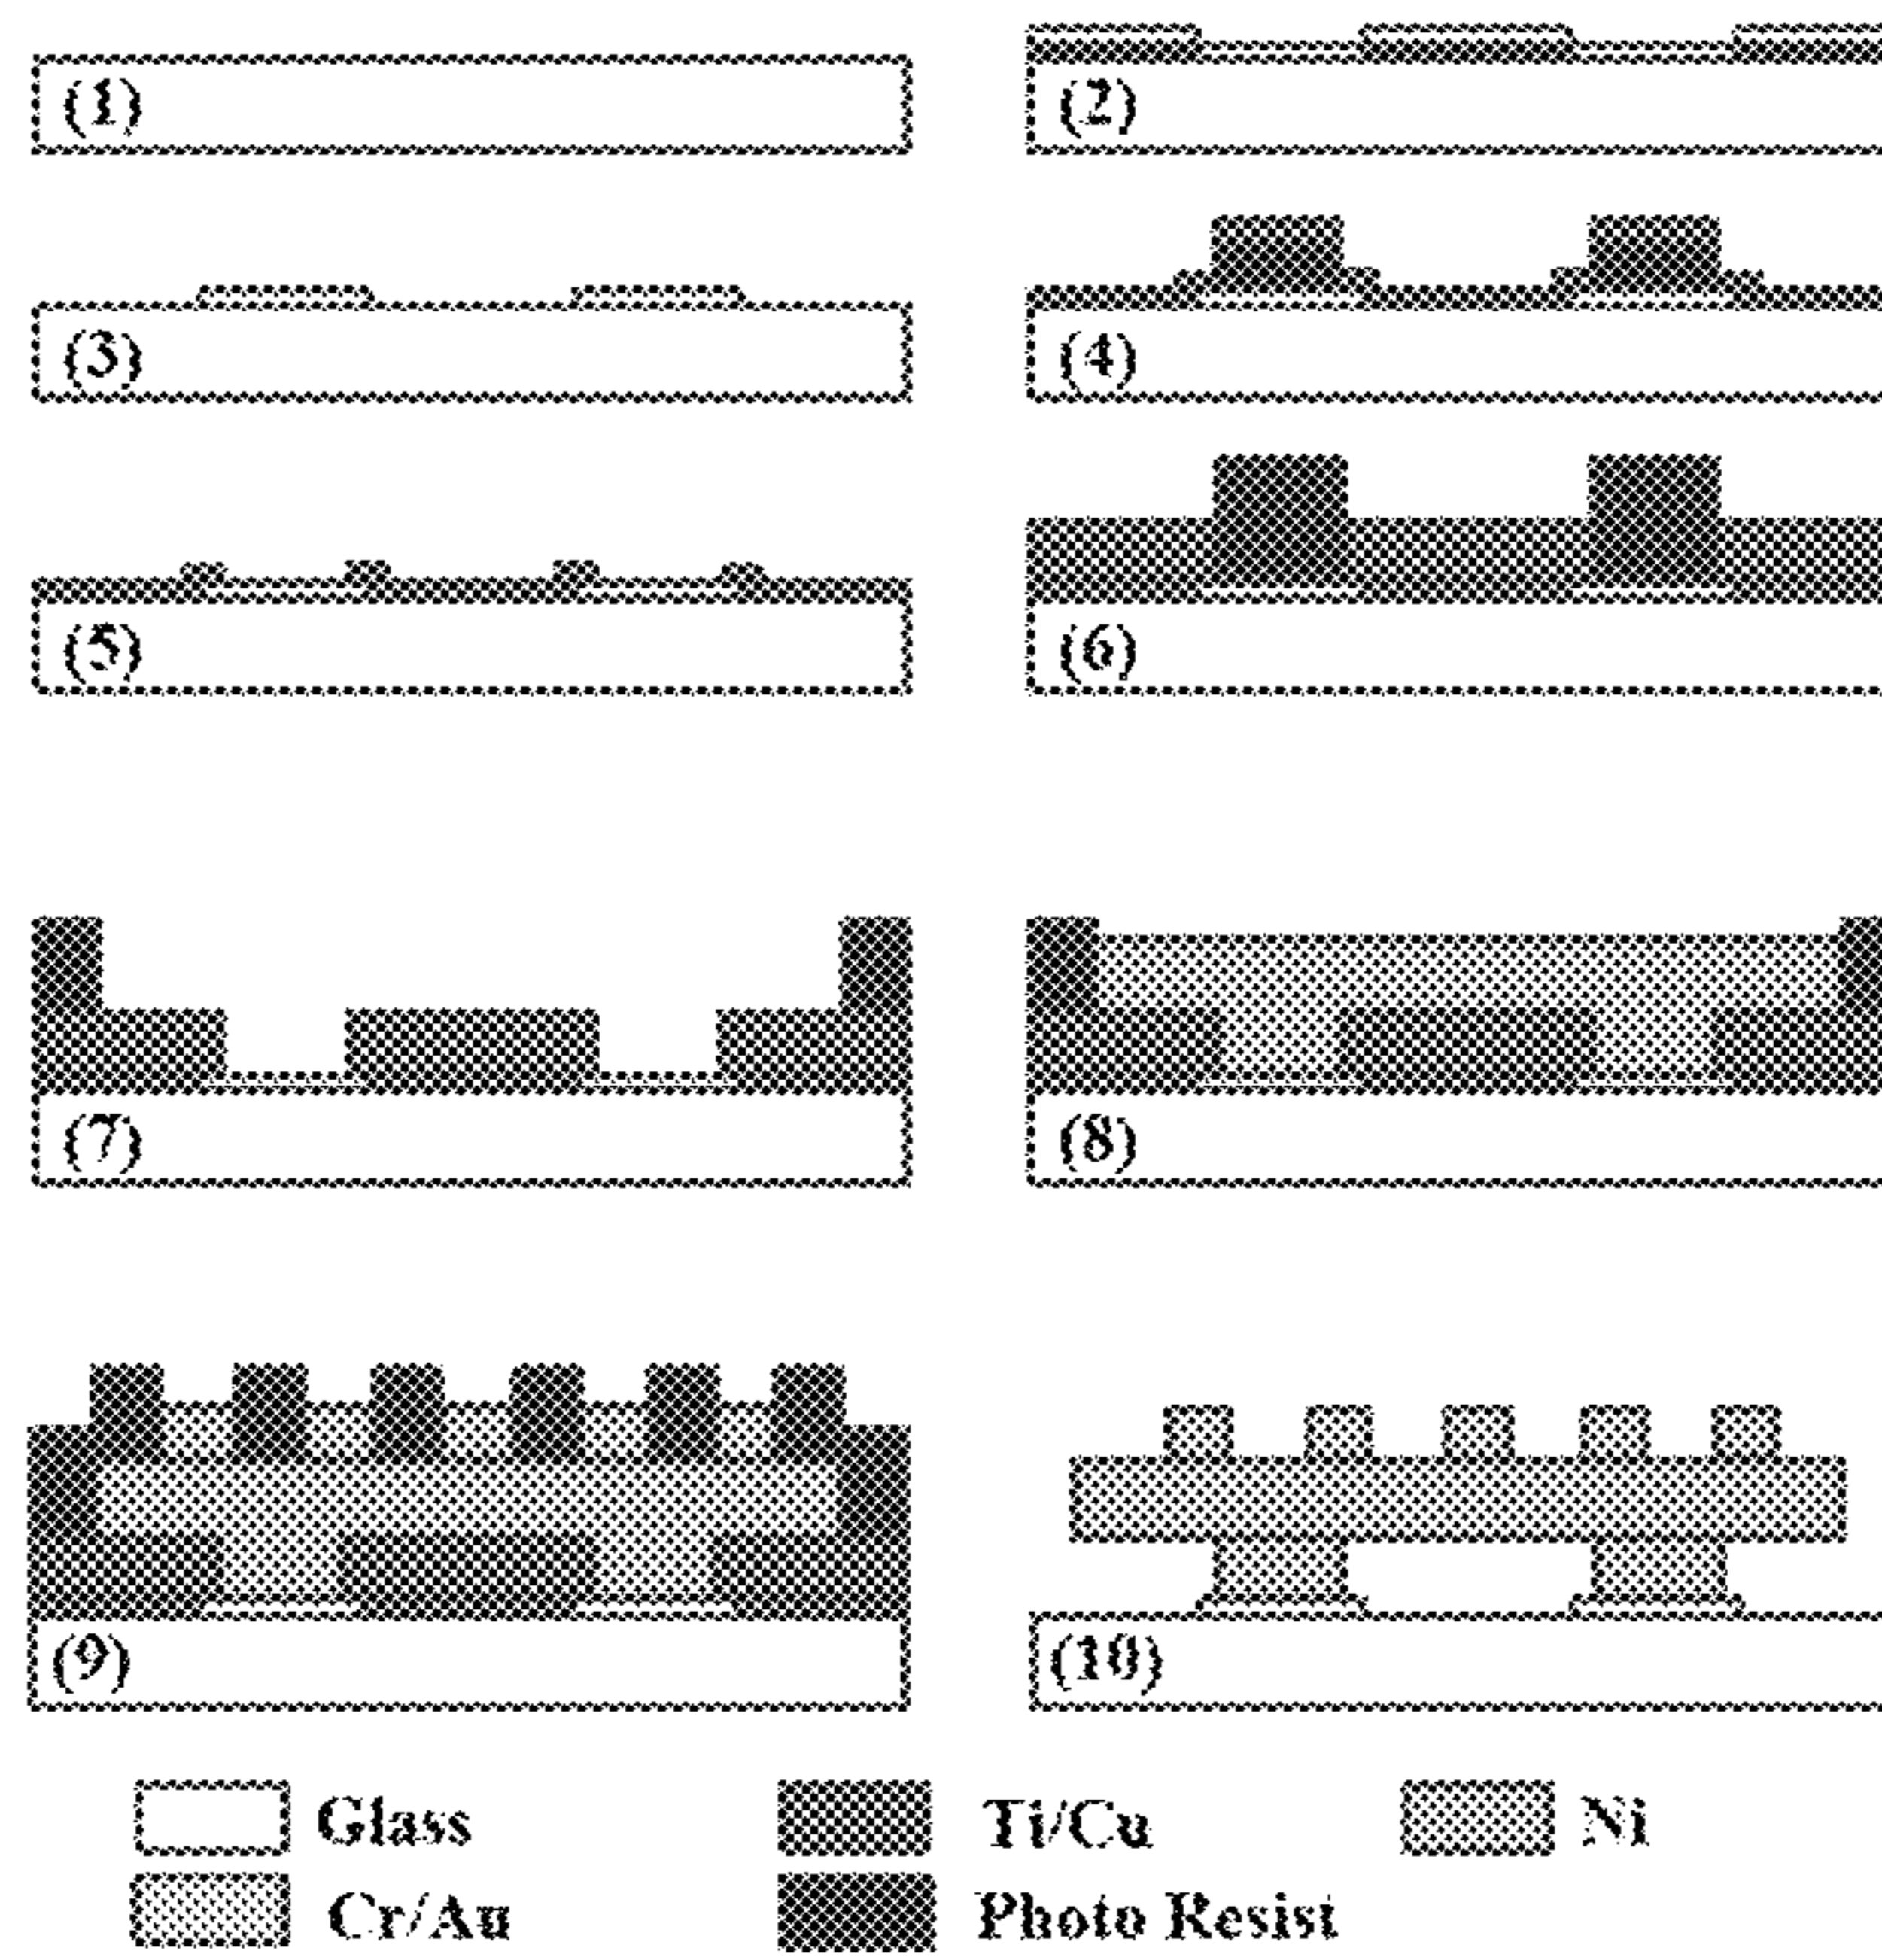 (1)
(2)
(3)
(4)
(5)
(6)
(7)
(8)
(9)
(10)
Glass
Ti/Cu
Ni
Cr/Au
Photo Resist